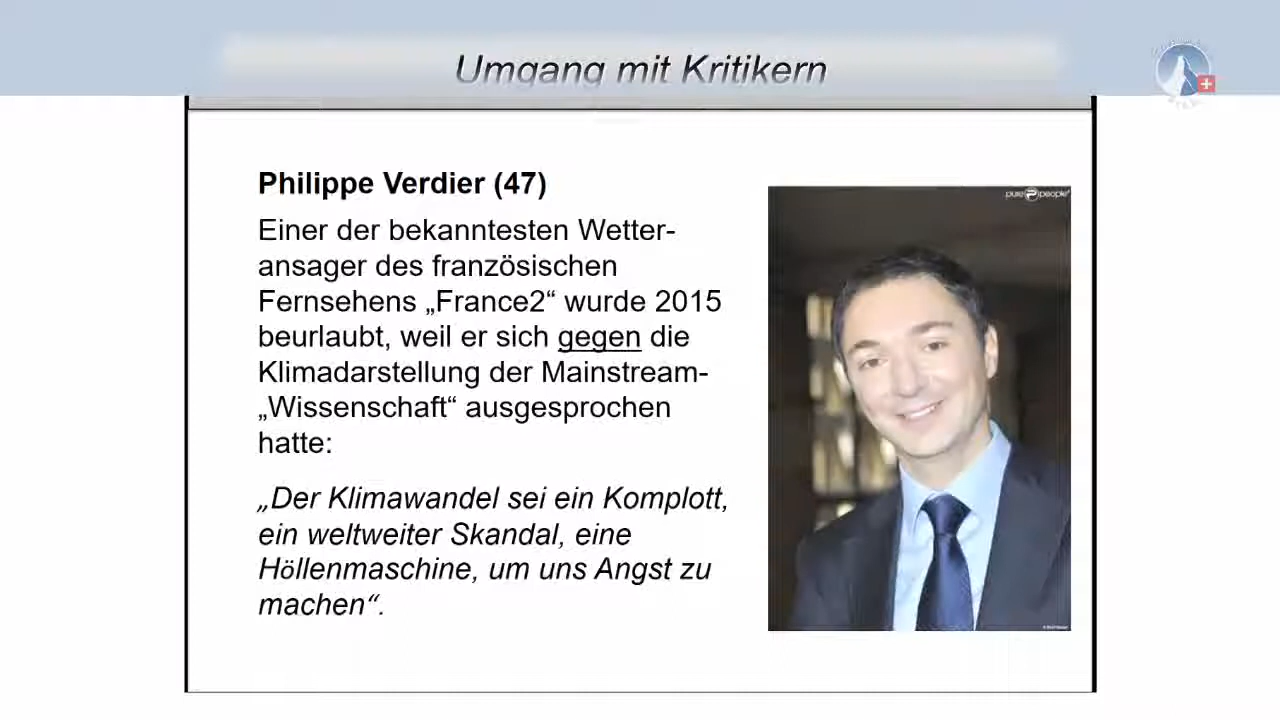 Umgang mit Kritikern
Philippe Verdier (47)
Einer der bekanntesten Wetter-
ansager des französischen
Fernsehens „France2“ wurde 2015
beurlaubt, weil er sich gegen die
Klimadarstellung der Mainstream-
„Wissenschaft“ ausgesprochen
hatte:
„Der Klimawandel sei ein Komplott,
ein weltweiter Skandal, eine
Höllenmaschine, um uns Angst zu
machen“.
pure people